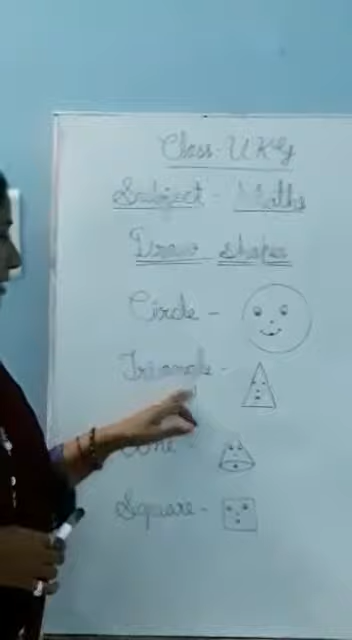 Class-UKG
Subject - Maths
Draw shapes
Circle -
Triangle -
Cone -
Square -